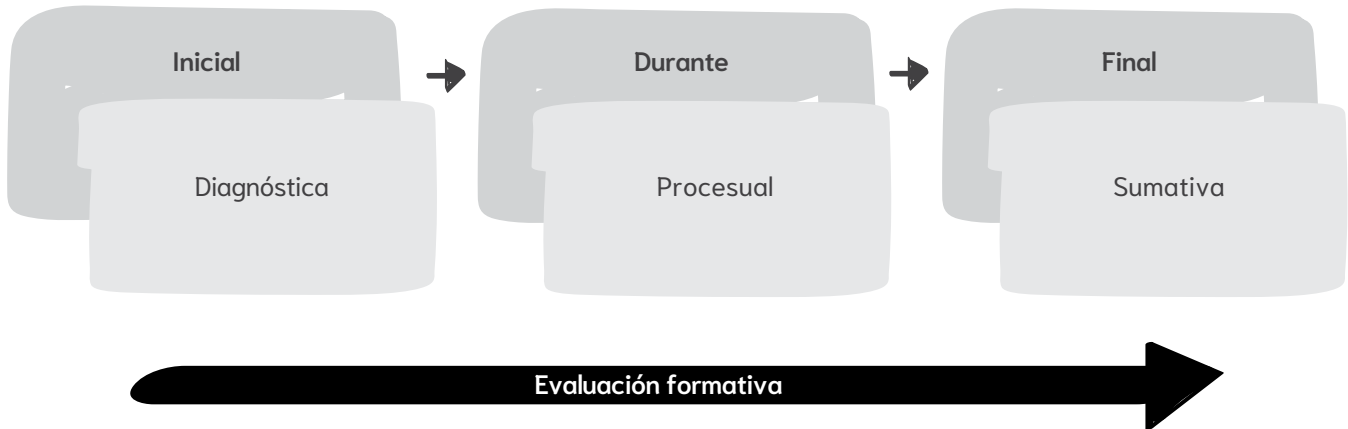 Inicial
Durante
Final
Diagnóstica
Procesual
Sumativa
Evaluación formativa